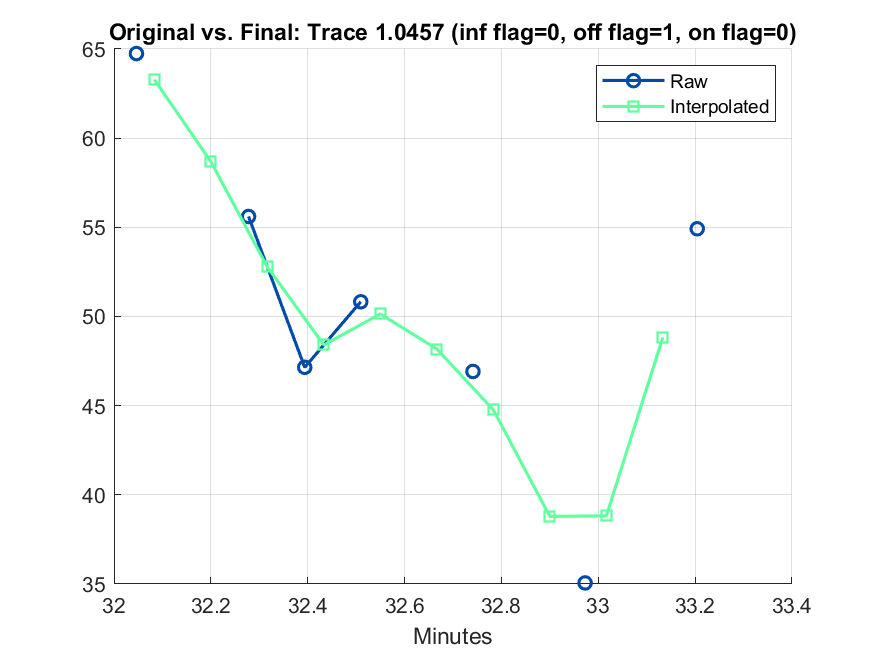 Original vs. Final: Trace 1.0457 (inf flag=0, off flag=1, on flag=0)
65
60
55
50
45
40
35
Raw
Interpolated
32 32.2 32.4 32.6 32.8 33 33.2 33.4
Minutes